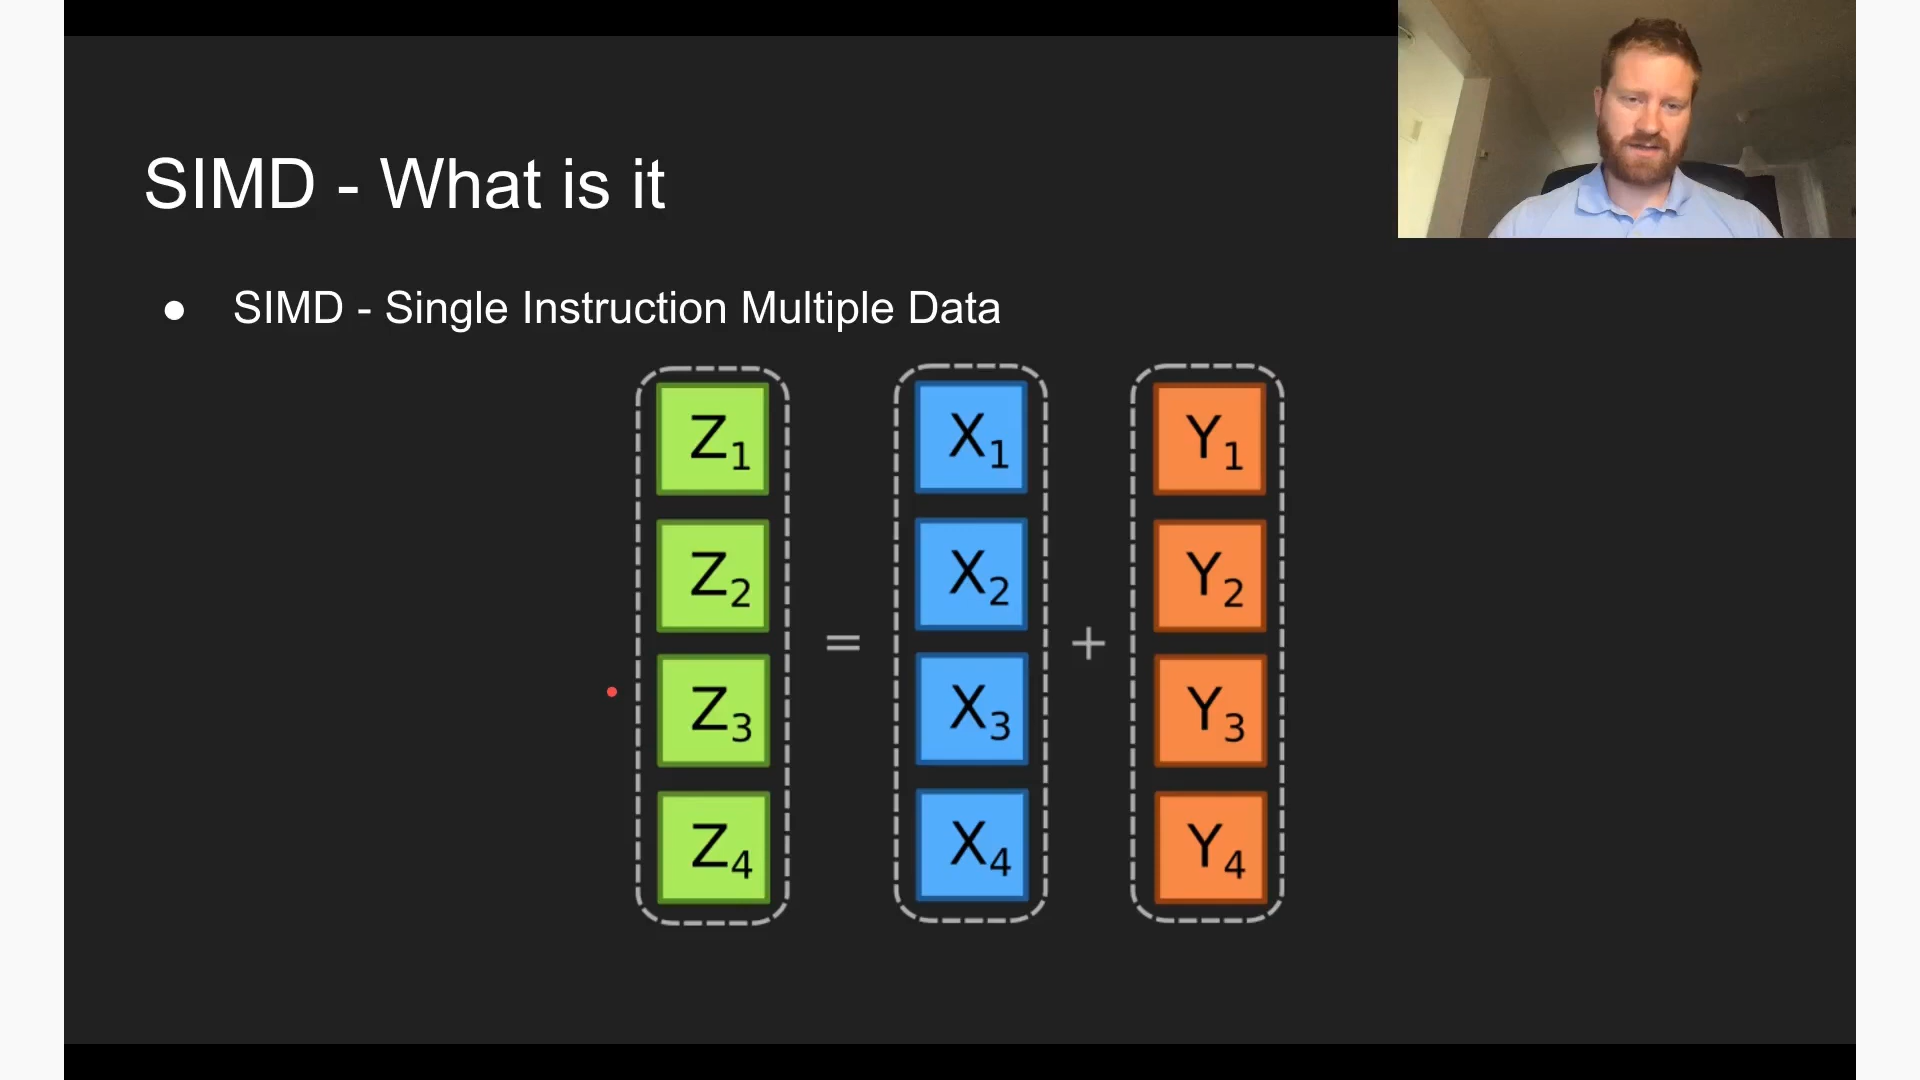 SIMD - What is it
● SIMD - Single Instruction Multiple Data
Z1 X1 Y1
Z2 X2 Y2
= +
Z3 X3 Y3
Z4 X4 Y4